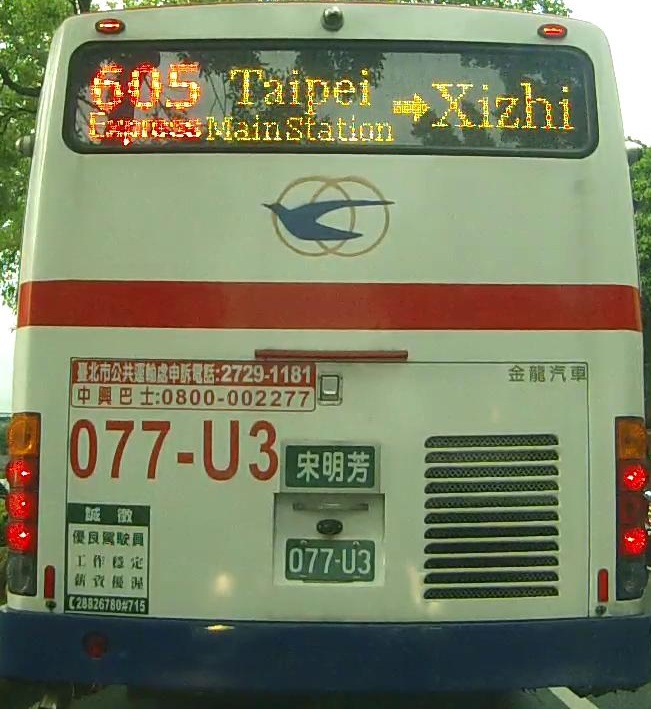 605 Taipei → Xizhi
Express Main Station
臺北市公共運輸處申訴電話:2729-1181
金龍汽車
中興巴士:0800-002277
077-U3
宋明芳
077-U3
誠徵
優良駕駛員
工作穩定
薪資優渥
28826780#715